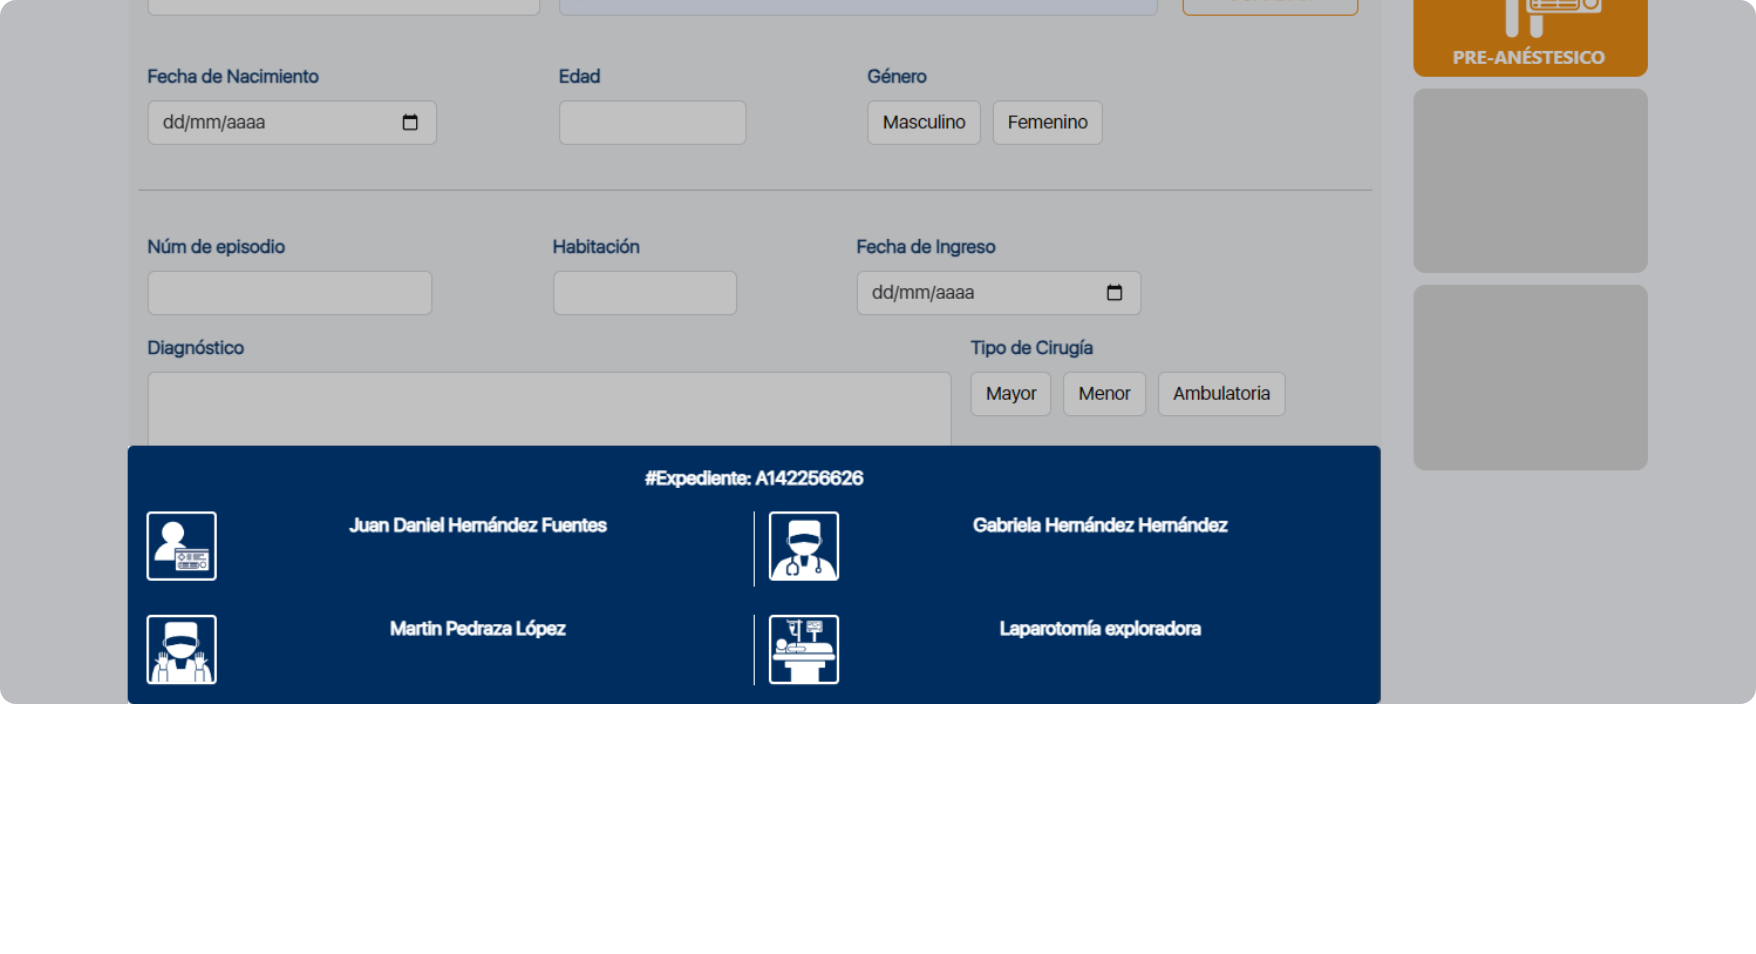 PRE-ANÉSTESICO
Fecha de Nacimiento Edad Género
dd/mm/aaaa Masculino Femenino
Núm de episodio Habitación Fecha de Ingreso
dd/mm/aaaa
Diagnóstico Tipo de Cirugía
Mayor Menor Ambulatoria
#Expediente: A142256626
Juan Daniel Hernández Fuentes Gabriela Hernández Hernández
Martin Pedraza López Laparotomía exploradora